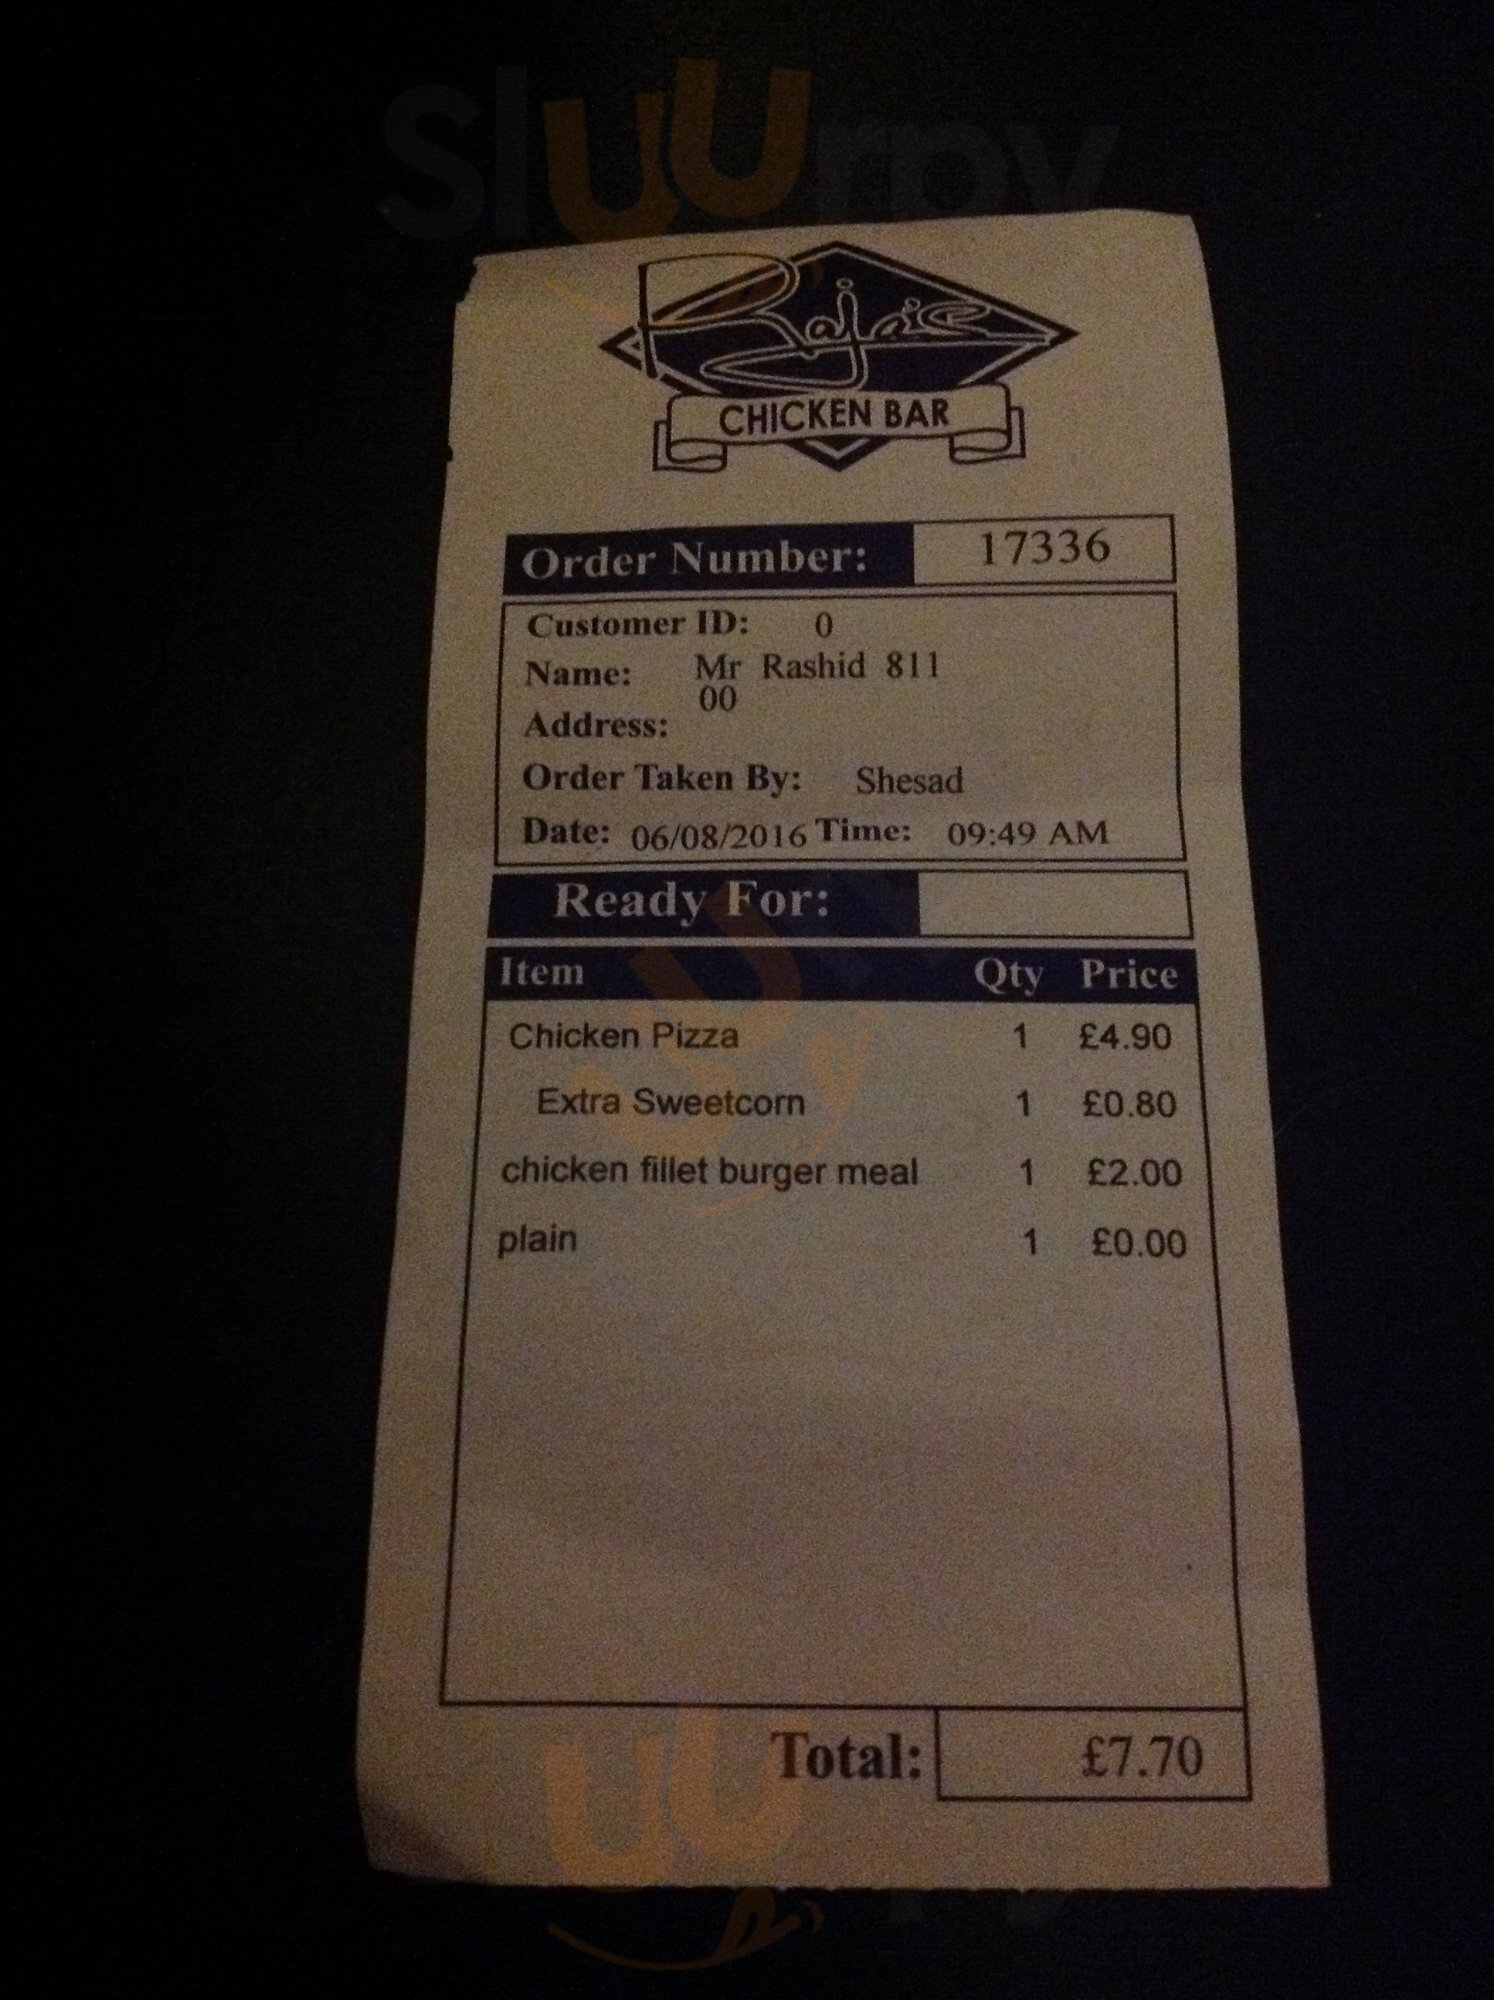 Sluurpy
Rajais
CHICKEN BAR
Order Number: 17336
Customer ID: 0
Name: Mr Rashid 811
00
Address:
Order Taken By: Shesad
Date: 06/08/2016 Time: 09:49 AM
Ready For:
Item Qty Price
Chicken Pizza 1 £4.90
Extra Sweetcorn 1 £0.80
chicken fillet burger meal 1 £2.00
plain 1 £0.00
Total: £7.70